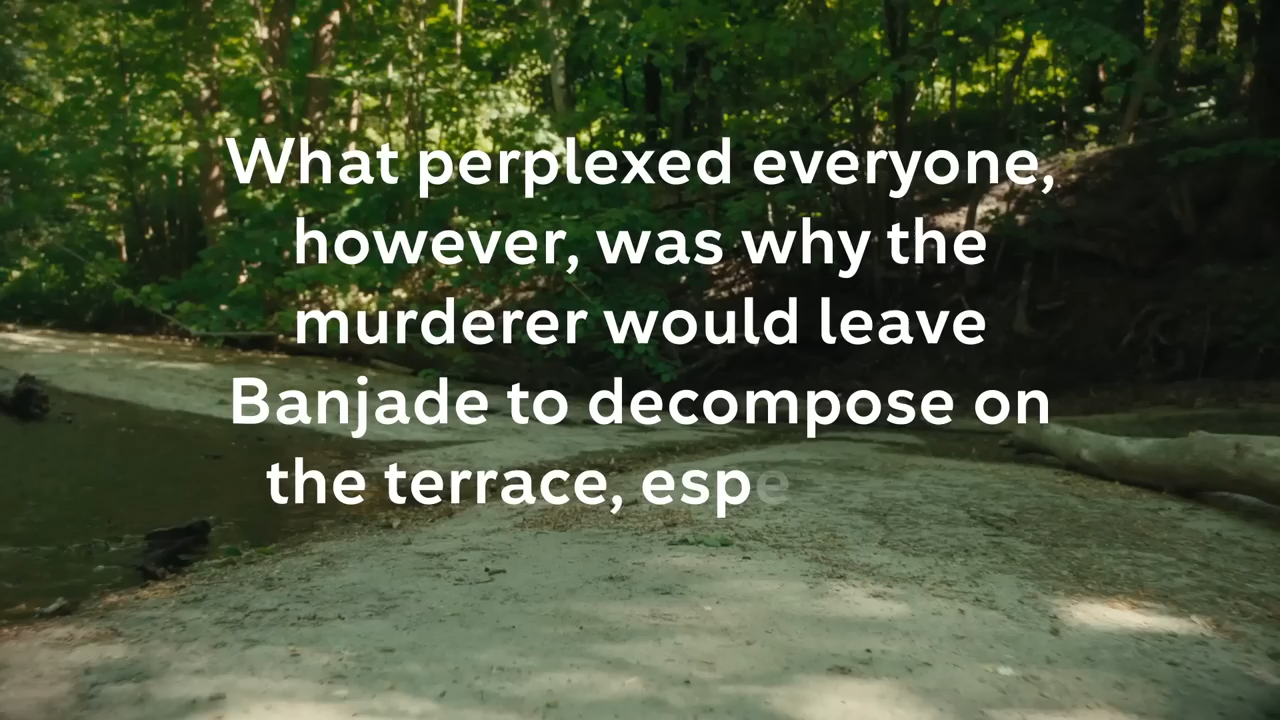 What perplexed everyone,
however, was why the
murderer would leave
Banjade to decompose on
the terrace, espe